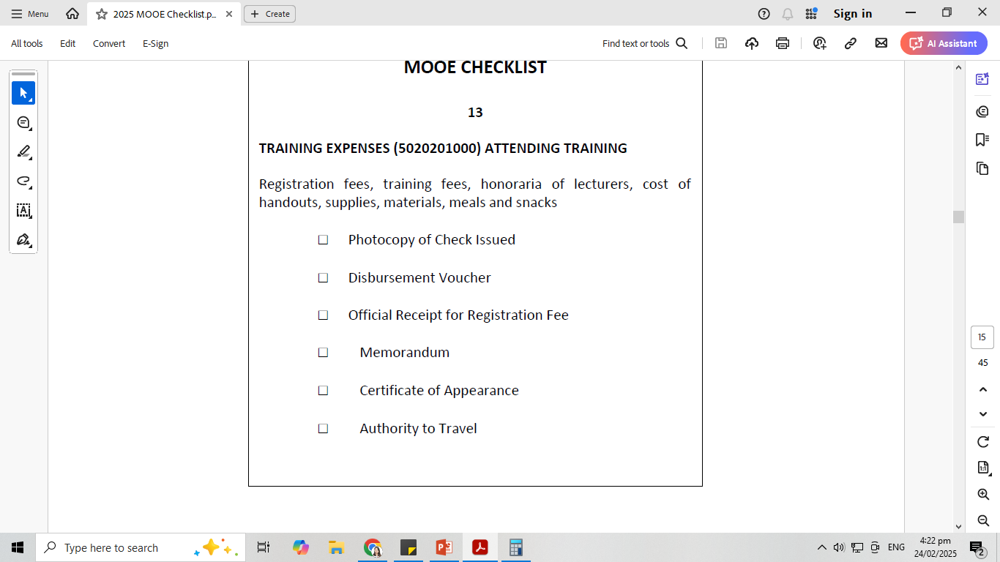 Menu
2025 MOOE Checklist.p...
Create
Sign in
All tools
Edit
Convert
E-Sign
Find text or tools
AI Assistant
MOOE CHECKLIST
13
TRAINING EXPENSES (5020201000) ATTENDING TRAINING
Registration fees, training fees, honoraria of lecturers, cost of
handouts, supplies, materials, meals and snacks
Photocopy of Check Issued
Disbursement Voucher
Official Receipt for Registration Fee
Memorandum
Certificate of Appearance
Authority to Travel
15
45
1:1
Type here to search
ENG
4:22 pm
24/02/2025
2